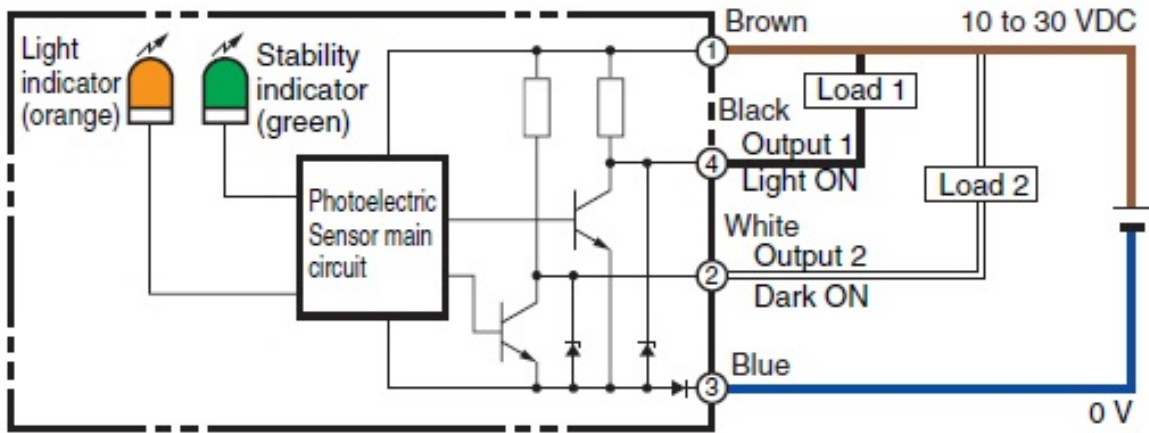 Brown
10 to 30 VDC
Light
indicator
(orange)
Stability
indicator
(green)
1
Load 1
Black
Output 1
4
Light ON
Load 2
Photoelectric
Sensor main
circuit
White
Output 2
2
Dark ON
Blue
3
0 V